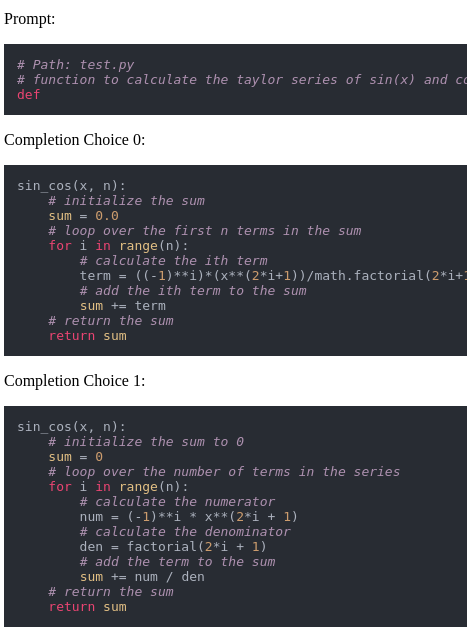 Prompt:
# Path: test.py
# function to calculate the taylor series of sin(x) and co
def
Completion Choice 0:
sin_cos(x, n):
    # initialize the sum
    sum = 0.0
    # loop over the first n terms in the sum
    for i in range(n):
        # calculate the ith term
        term = ((-1)**i)*(x**(2*i+1))/math.factorial(2*i+1
        # add the ith term to the sum
        sum += term
    # return the sum
    return sum
Completion Choice 1:
sin_cos(x, n):
    # initialize the sum to 0
    sum = 0
    # loop over the number of terms in the series
    for i in range(n):
        # calculate the numerator
        num = (-1)**i * x**(2*i + 1)
        # calculate the denominator
        den = factorial(2*i + 1)
        # add the term to the sum
        sum += num / den
    # return the sum
    return sum